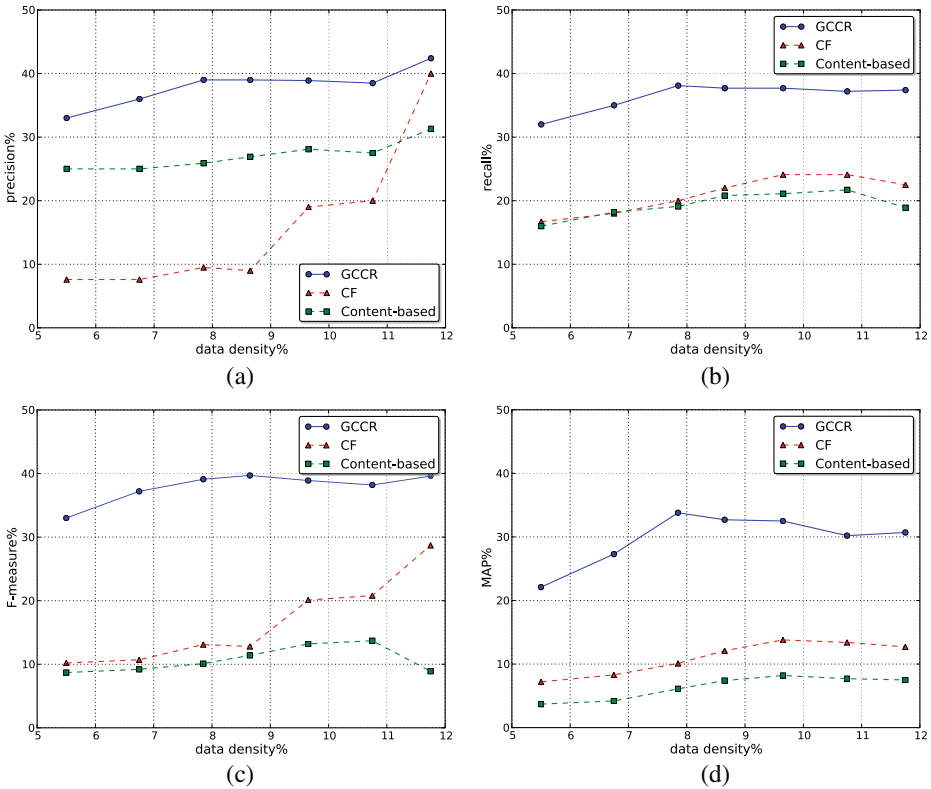 50
40
30
20
10
0
precision%
GCCR
CF
Content-based
5 6 7 8 9 10 11 12
data density%
(a)
50
40
30
20
10
0
recall%
GCCR
CF
Content-based
5 6 7 8 9 10 11 12
data density%
(b)
50
40
30
20
10
0
F-measure%
GCCR
CF
Content-based
5 6 7 8 9 10 11 12
data density%
(c)
50
40
30
20
10
0
MAP%
GCCR
CF
Content-based
5 6 7 8 9 10 11 12
data density%
(d)